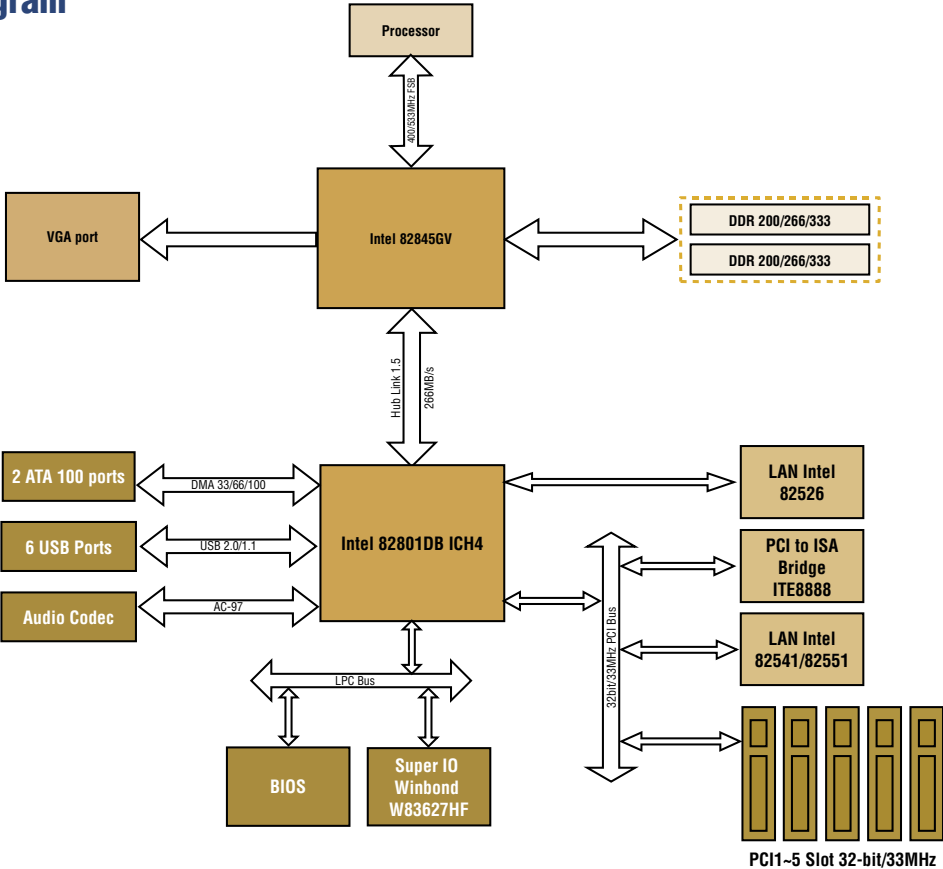 gram
Processor
400/533MHz FSB
VGA port
Intel 82845GV
DDR 200/266/333
DDR 200/266/333
Hub Link 1.5
266MB/s
2 ATA 100 ports
DMA 33/66/100
6 USB Ports
USB 2.0/1.1
Audio Codec
AC-97
Intel 82801DB ICH4
LAN Intel
82526
PCI to ISA
Bridge
ITE8888
LAN Intel
82541/82551
32bit/33MHz PCI Bus
LPC Bus
BIOS
Super IO
Winbond
W83627HF
PCI1~5 Slot 32-bit/33MHz